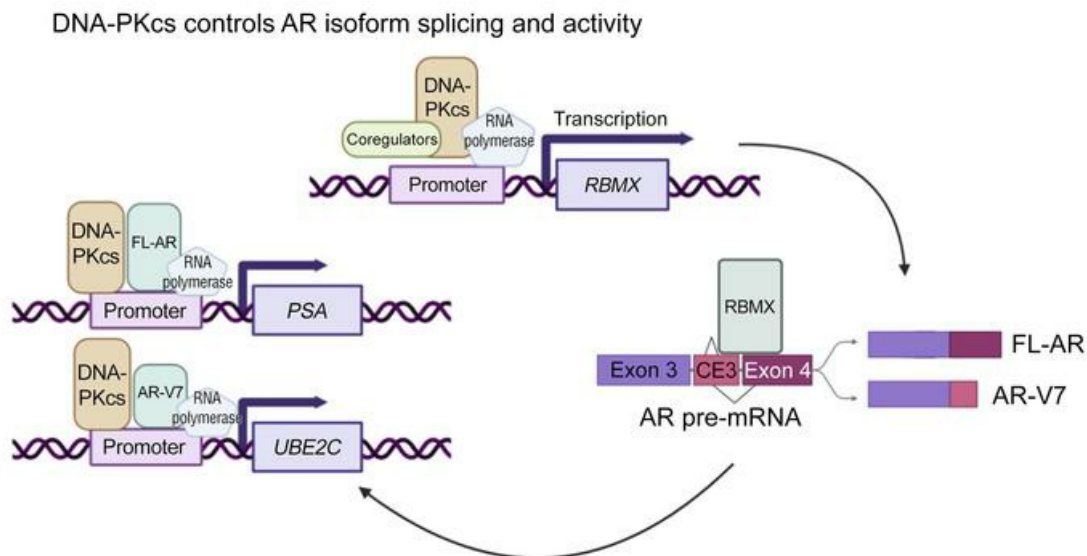 DNA-PKcs controls AR isoform splicing and activity
DNA-
PKcs
Coregulators
RNA
polymerase
Transcription
Promoter
RBMX
DNA-
PKcs
FL-AR
RNA
polymerase
Promoter
PSA
DNA-
PKcs
AR-V7
RNA
polymerase
Promoter
UBE2C
RBMX
Exon 3
CE3
Exon 4
AR pre-mRNA
FL-AR
AR-V7